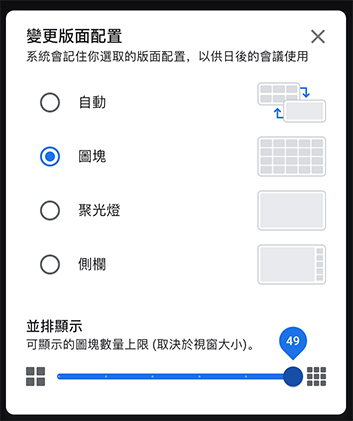 變更版面配置
系統會記住你選取的版面配置，以供日後的會議使用
自動
圖塊
聚光燈
側欄
並排顯示
可顯示的圖塊數量上限 (取決於視窗大小)。
49